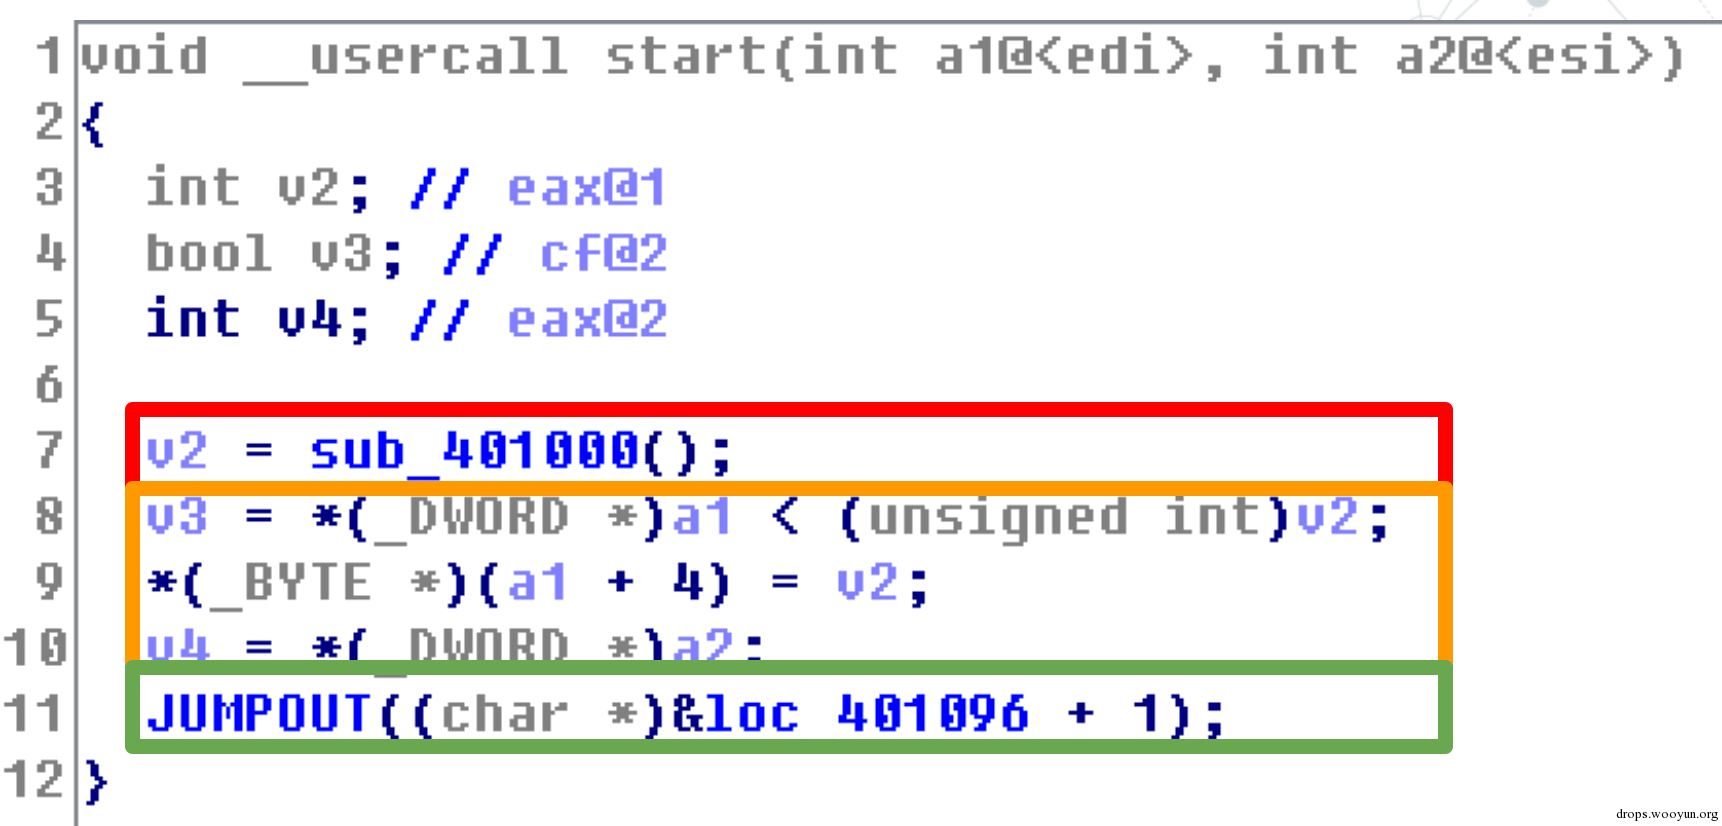 1 void __usercall start(int a1@<edi>, int a2@<esi>)
2 {
3 int v2; // eax@1
4 bool v3; // cf@2
5 int v4; // eax@2
6
7 v2 = sub_401000();
8 v3 = *(_DWORD *)a1 < (unsigned int)v2;
9 *(_BYTE *)(a1 + 4) = v2;
10 v4 = *(_DWORD *)a2;
11 JUMPOUT((char *)&loc_401096 + 1);
12 }
drops.wooyun.org